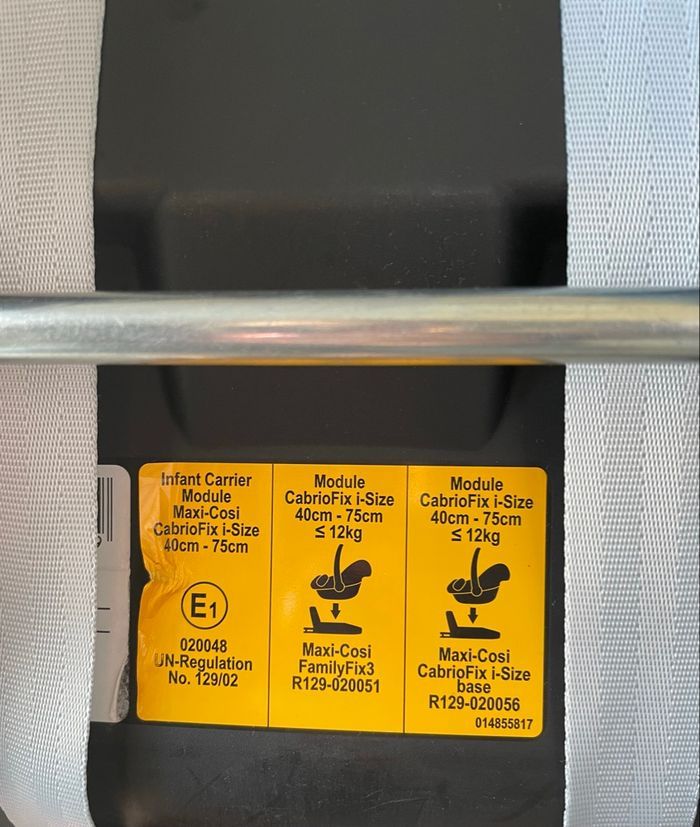 Infant Carrier
Module
Maxi-Cosi
CabrioFix i-Size
40cm - 75cm
E1
020048
UN-Regulation
No. 129/02
Module
CabrioFix i-Size
40cm - 75cm
≤ 12kg
Maxi-Cosi
FamilyFix3
R129-020051
Module
CabrioFix i-Size
40cm - 75cm
≤ 12kg
Maxi-Cosi
CabrioFix i-Size
base
R129-020056
014855817